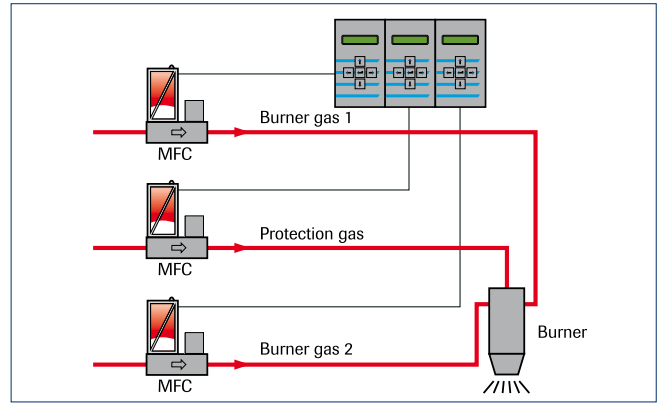 Burner gas 1
MFC
Protection gas
MFC
Burner gas 2
MFC
Burner